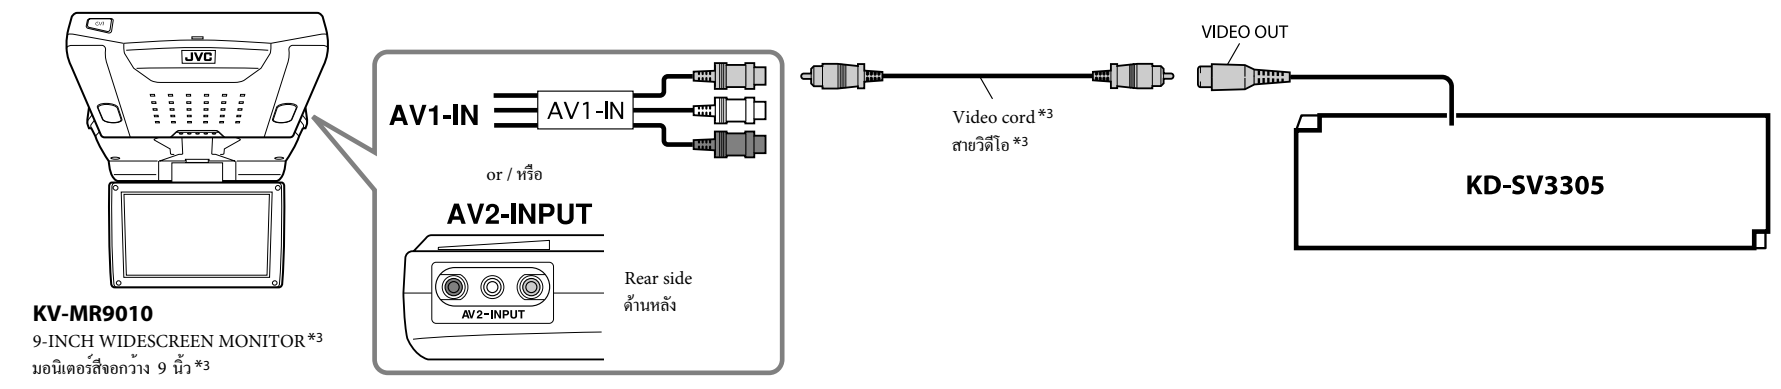 JVC
KV-MR9010
9-INCH WIDESCREEN MONITOR*3
มอนิเตอร์สีจอกว้าง 9 นิ้ว*3
AV1-IN
AV1-IN
or / หรือ
AV2-INPUT
AV2-INPUT
Rear side
ด้านหลัง
Video cord*3
สายวิดีโอ*3
VIDEO OUT
KD-SV3305